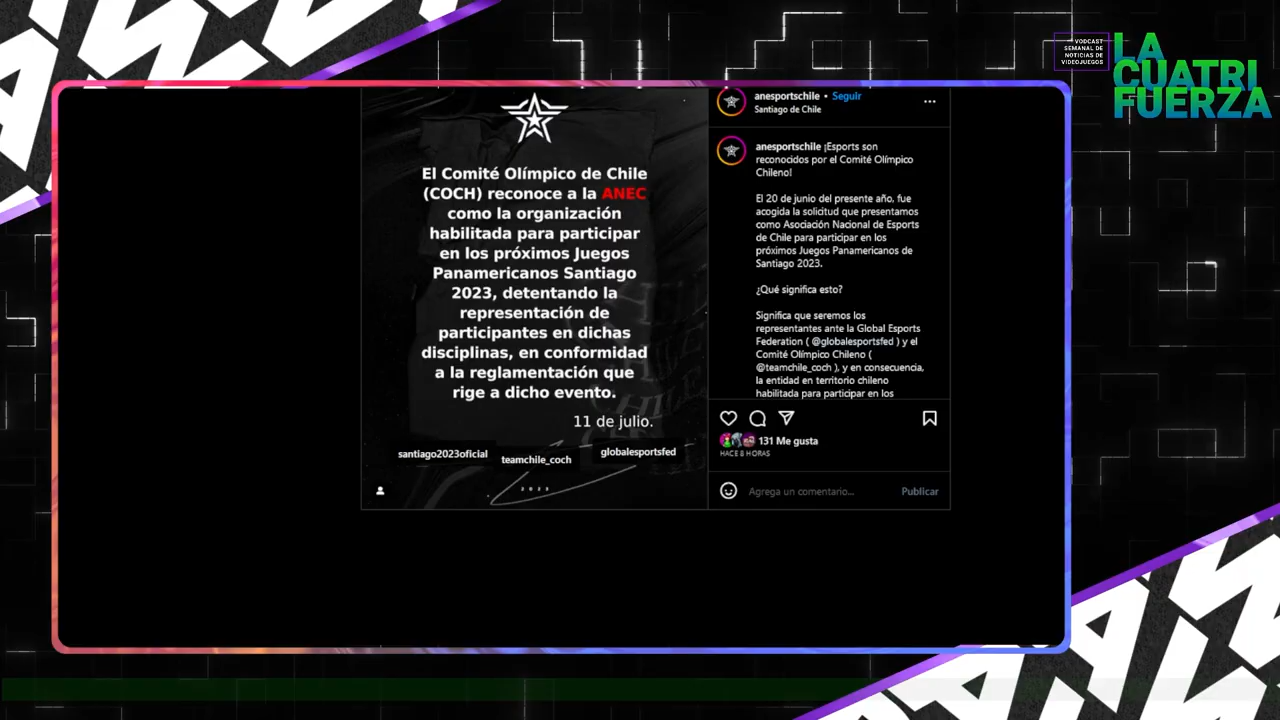 VODCAST
SEMANAL DE
NOTICIAS DE
VIDEOJUEGOS
LA
CUATRI
FUERZA
El Comité Olímpico de Chile
(COCH) reconoce a la ANEC
como la organización
habilitada para participar
en los próximos Juegos
Panamericanos Santiago
2023, detentando la
representación de
participantes en dichas
disciplinas, en conformidad
a la reglamentación que
rige a dicho evento.
11 de julio.
santiago2023oficial
teamchile_coch
globalesportsfed
2023
anesportschile • Seguir
Santiago de Chile
anesportschile ¡Esports son
reconocidos por el Comité Olímpico
Chileno!
El 20 de junio del presente año, fue
acogida la solicitud que presentamos
como Asociación Nacional de Esports
de Chile para participar en los
próximos Juegos Panamericanos de
Santiago 2023.
¿Qué significa esto?
Significa que seremos los
representantes ante la Global Esports
Federation ( @globalesportsfed ) y el
Comité Olímpico Chileno (
@teamchile_coch ), y en consecuencia,
la entidad en territorio chileno
habilitada para participar en los
131 Me gusta
HACE 8 HORAS
Agrega un comentario...
Publicar